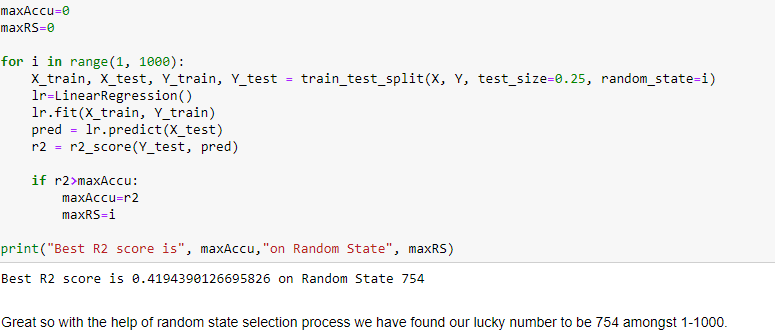 maxAccu=0
maxRS=0
for i in range(1, 1000):
    X_train, X_test, Y_train, Y_test = train_test_split(X, Y, test_size=0.25, random_state=i)
    lr=LinearRegression()
    lr.fit(X_train, Y_train)
    pred = lr.predict(X_test)
    r2 = r2_score(Y_test, pred)
    if r2>maxAccu:
        maxAccu=r2
        maxRS=i
print("Best R2 score is", maxAccu,"on Random State", maxRS)
Best R2 score is 0.4194390126695826 on Random State 754
Great so with the help of random state selection process we have found our lucky number to be 754 amongst 1-1000.